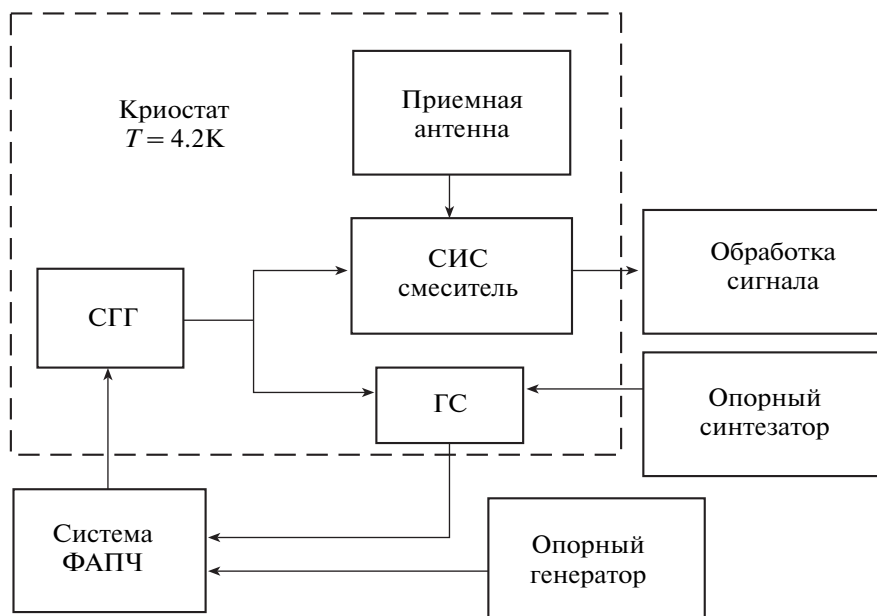 Криостат
T = 4.2K
Приемная
антенна
СИС
смеситель
Обработка
сигнала
СГГ
ГС
Опорный
синтезатор
Система
ФАПЧ
Опорный
генератор